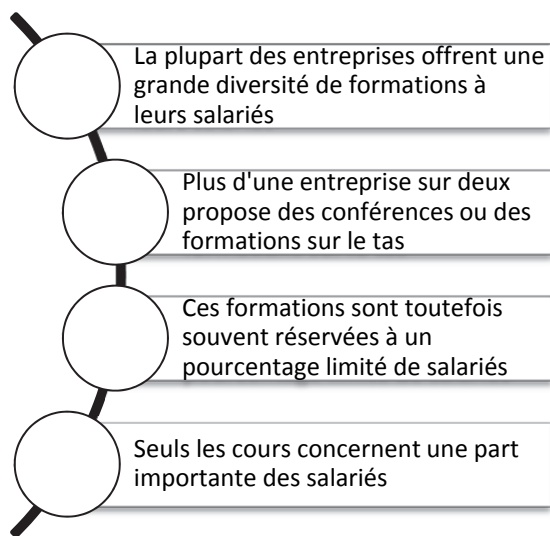 La plupart des entreprises offrent une
grande diversité de formations à
leurs salariés
Plus d'une entreprise sur deux
propose des conférences ou des
formations sur le tas
Ces formations sont toutefois
souvent réservées à un
pourcentage limité de salariés
Seuls les cours concernent une part
importante des salariés